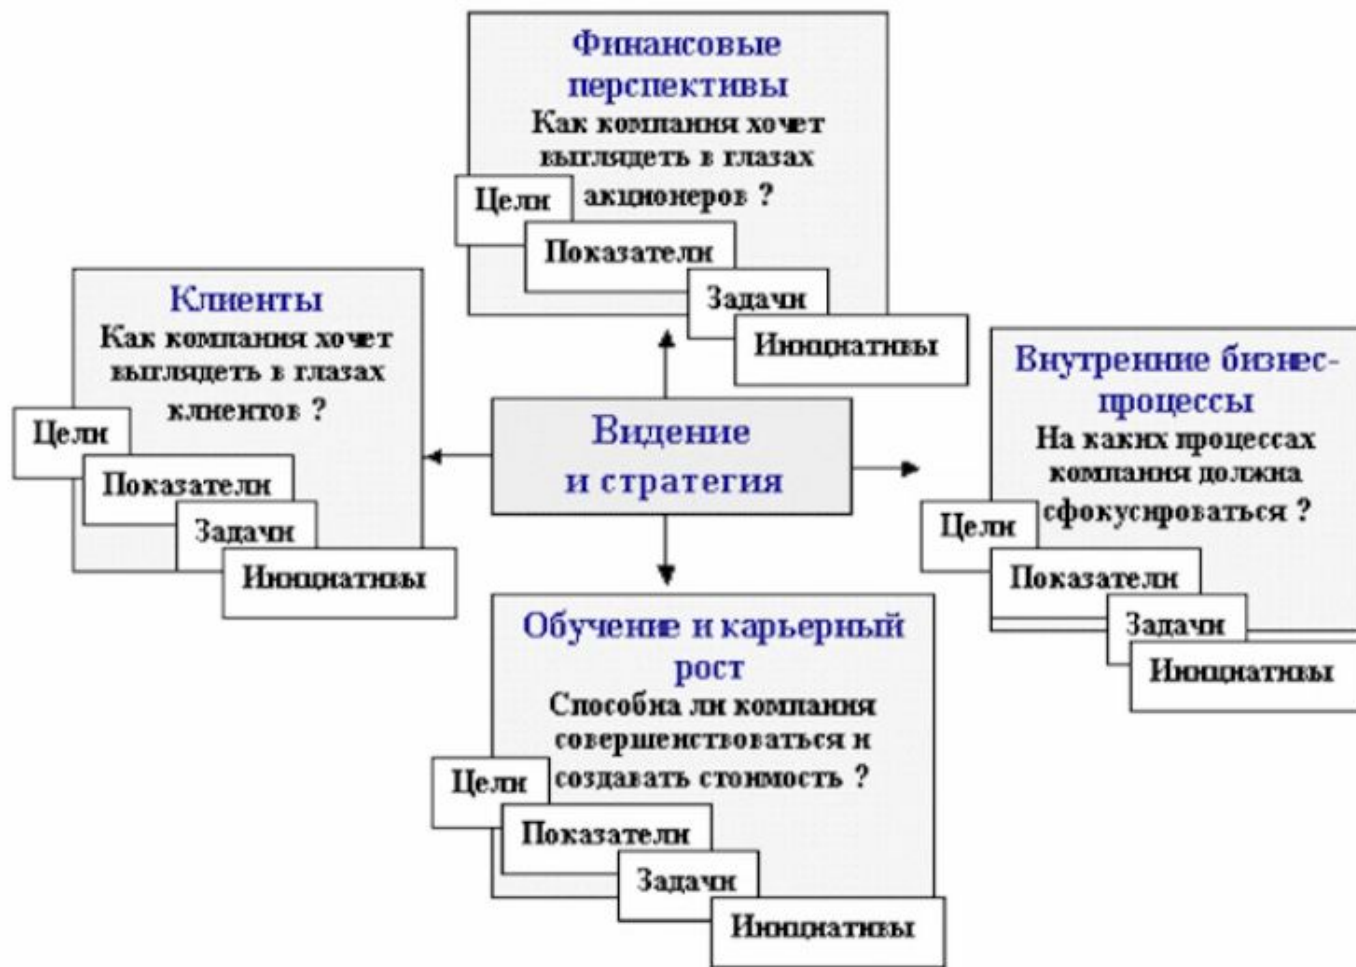 Финансовые
перспективы
Как компания хочет
выглядеть в глазах
акционеров ?
Цели
Показатели
Задачи
Инициативы
Клиенты
Как компания хочет
выглядеть в глазах
клиентов ?
Цели
Показатели
Задачи
Инициативы
Видение
и стратегия
Внутренние бизнес-
процессы
На каких процессах
компания должна
сфокусироваться ?
Цели
Показатели
Задачи
Инициативы
Обучение и карьерный
рост
Способна ли компания
совершенствоваться и
создавать стоимость ?
Цели
Показатели
Задачи
Инициативы